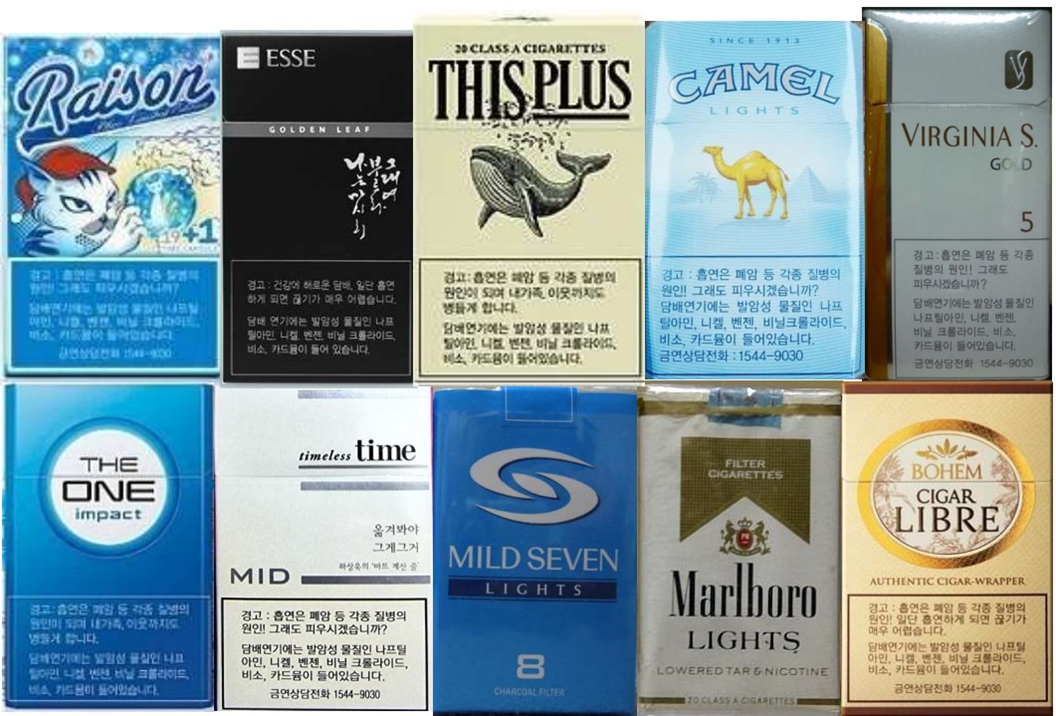 Raison
19+1
경고 : 흡연은 폐암 등 각종 질병의
원인! 그래도 피우시겠습니까?
담배연기에는 발암성 물질인 나프틸
아민, 니켈, 벤젠, 비닐 크롤라이드,
비소, 카드뮴이 들어있습니다.
금연상담전화 1544-9030
ESSE
GOLDEN LEAF
그대여
불러라
나는 마시리
경고 : 건강에 해로운 담배, 일단 흡연
하게 되면 끊기가 매우 어렵습니다.
담배 연기에는 발암성 물질인 나프
틸아민, 니켈, 벤젠, 비닐 크롤라이드,
비소, 카드뮴이 들어 있습니다.
20 CLASS A CIGARETTES
THIS PLUS
경고: 흡연은 폐암 등 각종 질병의
원인이 되며 내가족, 이웃까지도
병들게 합니다.
담배연기에는 발암성 물질인 나프
틸아민, 니켈, 벤젠, 비닐 크롤라이드,
비소, 카드뮴이 들어있습니다.
SINCE 1913
CAMEL
LIGHTS
경고 : 흡연은 폐암 등 각종 질병의
원인! 그래도 피우시겠습니까?
담배연기에는 발암성 물질인 나프
틸아민, 니켈, 벤젠, 비닐크롤라이드,
비소, 카드뮴이 들어있습니다.
금연상담전화 : 1544-9030
VIRGINIA S.
GOLD
5
경고 : 흡연은 폐암 등 각종
질병의 원인! 그래도
피우시겠습니까?
담배연기에는 발암성 물질인
나프틸아민, 니켈, 벤젠,
비닐 크롤라이드, 비소,
카드뮴이 들어있습니다.
금연상담전화 1544-9030
THE
ONE
impact
경고 : 흡연은 폐암 등 각종 질병의
원인이 되며 내가족, 이웃까지도
병들게 합니다.
담배연기에는 발암성 물질인 나프
틸아민, 니켈, 벤젠, 비닐 크롤라이드,
비소, 카드뮴이 들어있습니다.
timeless time
옮겨봐야
그게그거
하상욱의 '마트 계산 줄'
MID
경고 : 흡연은 폐암 등 각종 질병의
원인! 그래도 피우시겠습니까?
담배연기에는 발암성 물질인 나프틸
아민, 니켈, 벤젠, 비닐 크롤라이드,
비소, 카드뮴이 들어있습니다.
금연상담전화 1544-9030
MILD SEVEN
LIGHTS
8
CHARCOAL FILTER
FILTER
CIGARETTES
Marlboro
LIGHTS
LOWERED TAR & NICOTINE
20 CLASS A CIGARETTES
BOHEM
CIGAR
LIBRE
AUTHENTIC CIGAR-WRAPPER
경고 : 흡연은 폐암 등 각종 질병의
원인! 일단 흡연하게 되면 끊기가
매우 어렵습니다.
담배연기에는 발암성 물질인 나프
틸아민, 니켈, 벤젠, 비닐 크롤라이드,
비소, 카드뮴이 들어있습니다.
금연상담전화 1544-9030